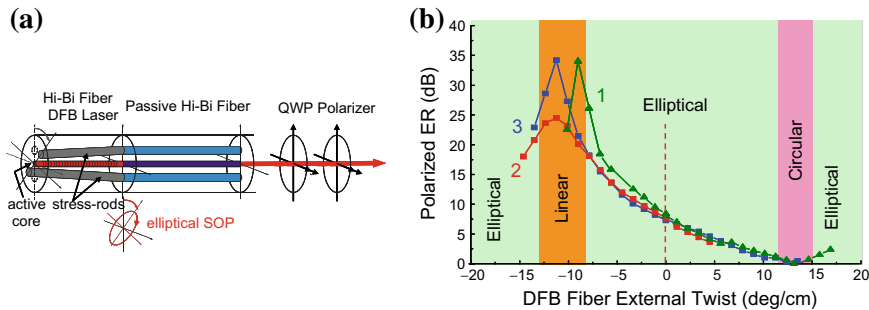 (a)
Hi-Bi Fiber
DFB Laser
Passive Hi-Bi Fiber
QWP Polarizer
active
core
stress-rods
elliptical SOP
(b)
Polarized ER (dB)
40
35
30
25
20
15
10
5
0
−20
−15
−10
−5
0
5
10
15
20
DFB Fiber External Twist (deg/cm)
Elliptical
Linear
Elliptical
Circular
Elliptical
1
2
3